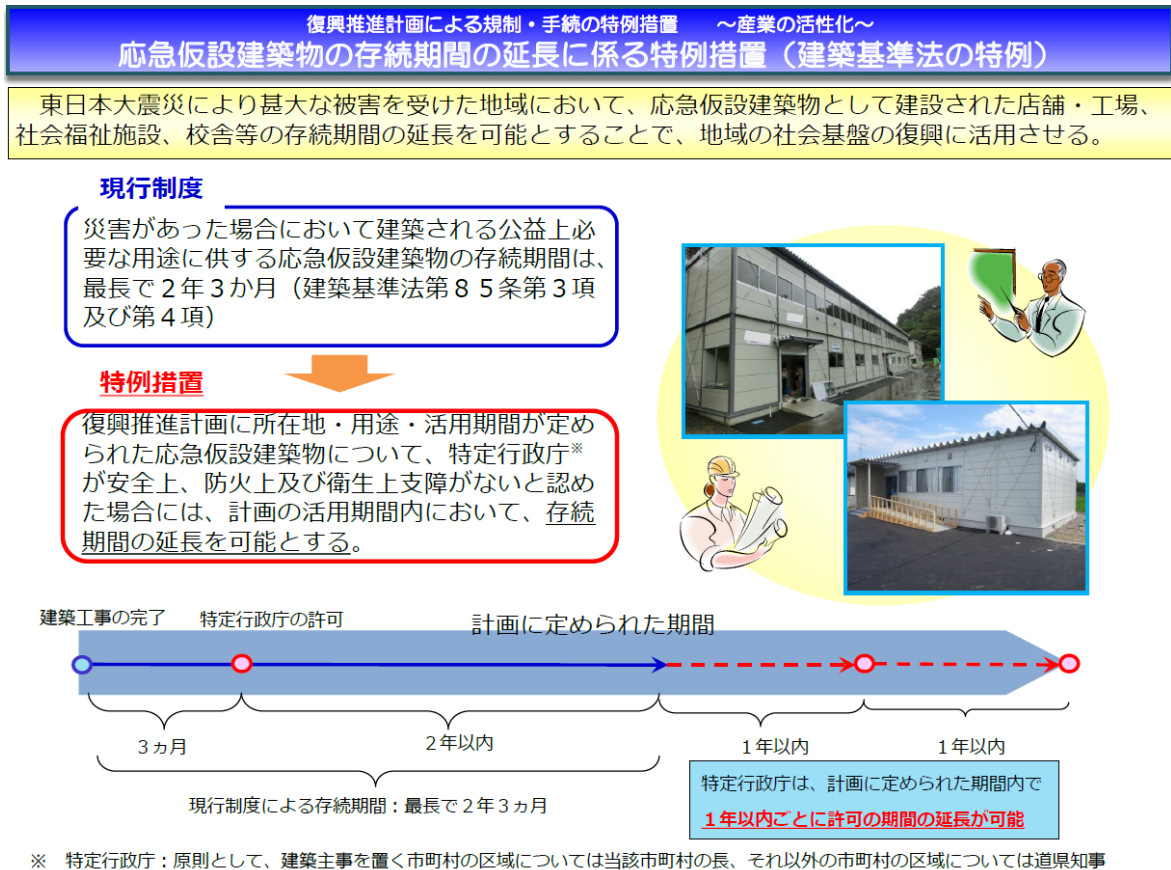 復興推進計画による規制・手続の特例措置　～産業の活性化～
応急仮設建築物の存続期間の延長に係る特例措置（建築基準法の特例）
東日本大震災により甚大な被害を受けた地域において、応急仮設建築物として建設された店舗・工場、
社会福祉施設、校舎等の存続期間の延長を可能とすることで、地域の社会基盤の復興に活用させる。
現行制度
災害があった場合において建築される公益上必
要な用途に供する応急仮設建築物の存続期間は、
最長で２年３か月（建築基準法第８５条第３項
及び第４項）
特例措置
復興推進計画に所在地・用途・活用期間が定め
られた応急仮設建築物について、特定行政庁※
が安全上、防火上及び衛生上支障がないと認め
た場合には、計画の活用期間内において、存続
期間の延長を可能とする。
建築工事の完了
特定行政庁の許可
計画に定められた期間
３ヵ月
２年以内
１年以内
１年以内
現行制度による存続期間：最長で２年３ヵ月
特定行政庁は、計画に定められた期間内で
１年以内ごとに許可の期間の延長が可能
※　特定行政庁：原則として、建築主事を置く市町村の区域については当該市町村の長、それ以外の市町村の区域については道県知事